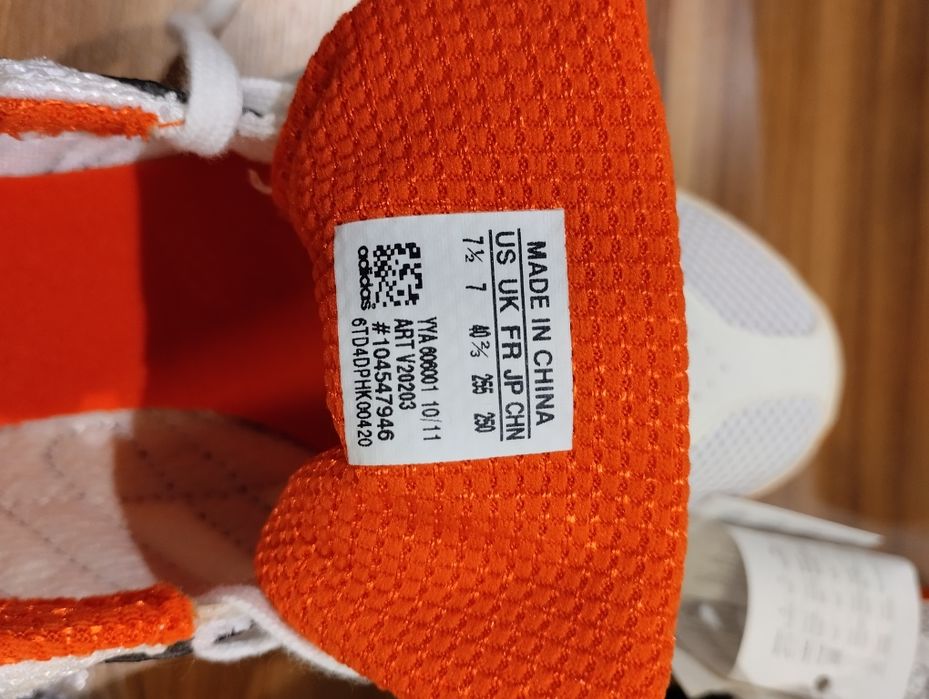 MADE IN CHINA
US UK FR JP CHN
7½ 7 40⅔ 255 250
YYA 606001 10/11
ART V20203
#104547946
adidas 6TD4DPHK00420